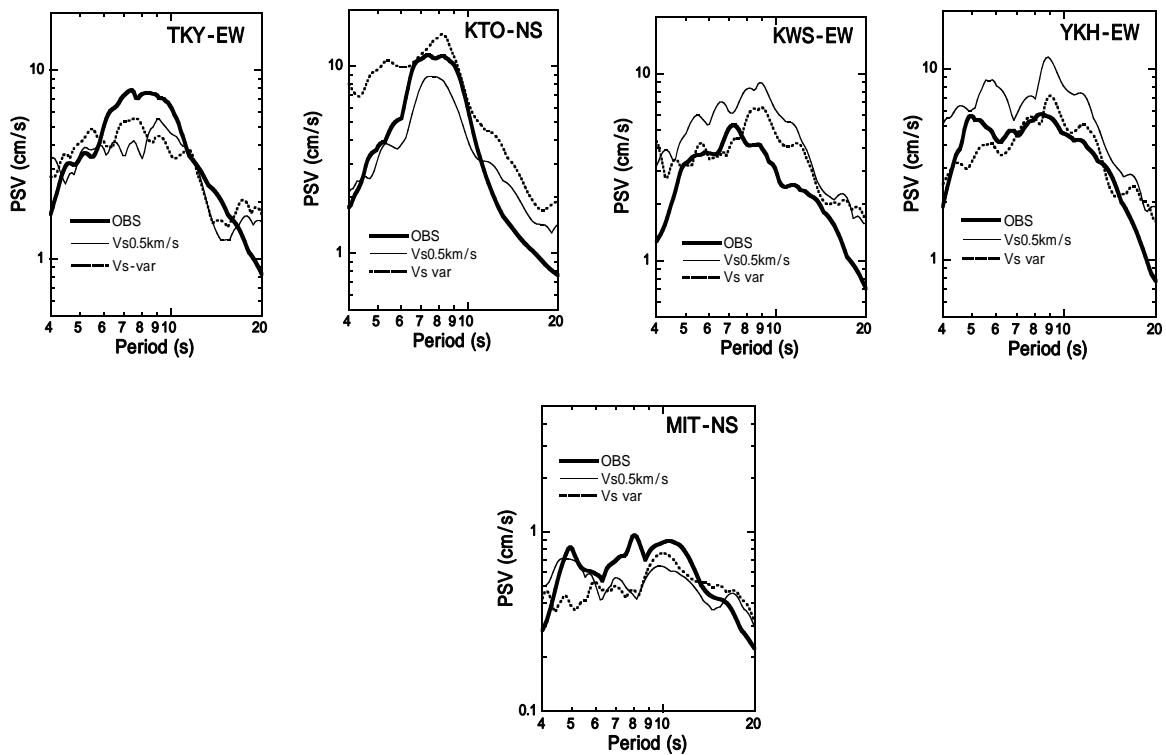 TKY-EW
PSV (cm/s)
10
1
OBS
Vs0.5km/s
Vs-var
4 5 6 7 8 9 10 20
Period (s)
KTO-NS
PSV (cm/s)
10
1
OBS
Vs0.5km/s
Vs var
4 5 6 7 8 9 10 20
Period (s)
KWS-EW
PSV (cm/s)
10
1
OBS
Vs0.5km/s
Vs var
4 5 6 7 8 9 10 20
Period (s)
YKH-EW
PSV (cm/s)
10
1
OBS
Vs0.5km/s
Vs var
4 5 6 7 8 9 10 20
Period (s)
MIT-NS
PSV (cm/s)
OBS
Vs0.5km/s
Vs var
1
0.1
4 5 6 7 8 9 10 20
Period (s)